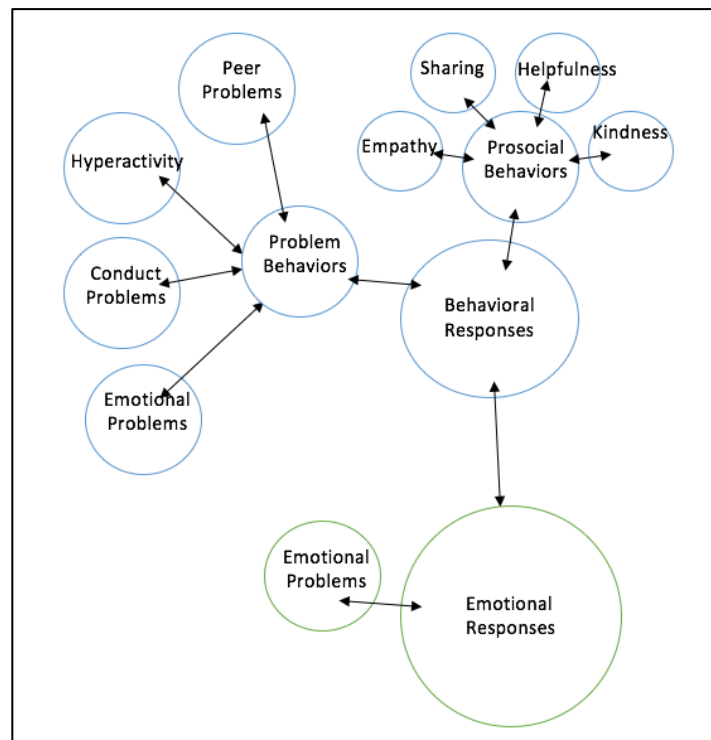 Peer
Problems
Sharing
Helpfulness
Hyperactivity
Empathy
Prosocial
Behaviors
Kindness
Problem
Behaviors
Conduct
Problems
Behavioral
Responses
Emotional
Problems
Emotional
Problems
Emotional
Responses